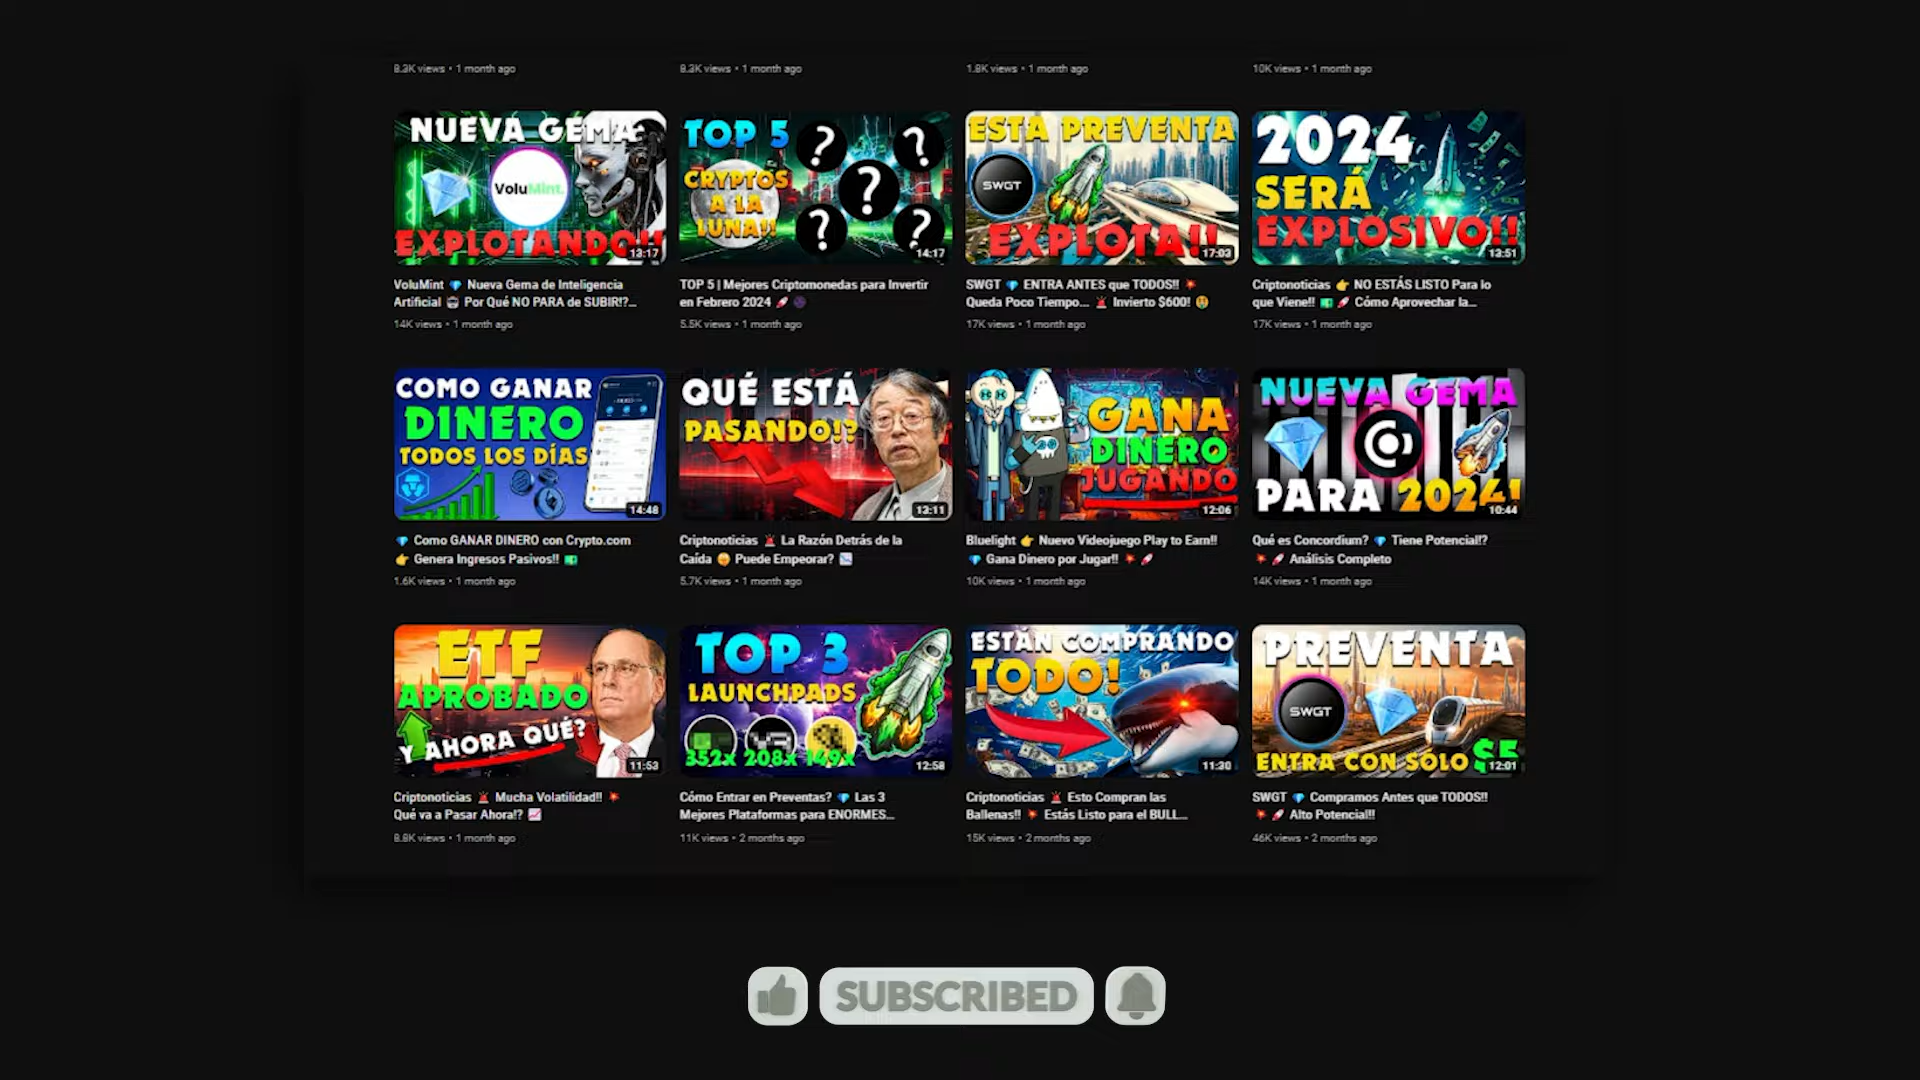 8.3K views • 1 month ago
8.3K views • 1 month ago
1.8K views • 1 month ago
10K views • 1 month ago
NUEVA GEMA
VoluMint.
EXPLOTANDO!!
13:17
TOP 5
CRYPTOS
A LA
LUNA!!
? ? ? ? ?
14:17
ESTA PREVENTA
SWGT
EXPLOTA!!
17:03
2024
SERÁ
EXPLOSIVO!!
13:51
VoluMint 💎 Nueva Gema de Inteligencia
Artificial 🤖 Por Qué NO PARA de SUBIR!?...
14K views • 1 month ago
TOP 5 | Mejores Criptomonedas para Invertir
en Febrero 2024 🚀 🌑
5.5K views • 1 month ago
SWGT 💎 ENTRA ANTES que TODOS!! 💥
Queda Poco Tiempo... 🚨 Invierto $600! 🤑
17K views • 1 month ago
Criptonoticias 👉 NO ESTÁS LISTO Para lo
que Viene!! 💵 🚀 Cómo Aprovechar la...
17K views • 1 month ago
COMO GANAR
DINERO
TODOS LOS DÍAS
14:48
QUÉ ESTÁ
PASANDO!?
13:11
GANA
DINERO
JUGANDO
12:06
NUEVA GEMA
PARA 2024!
10:44
💎 Como GANAR DINERO con Crypto.com
👉 Genera Ingresos Pasivos!! 💵
1.6K views • 1 month ago
Criptonoticias 🚨 La Razón Detrás de la
Caída 😱 Puede Empeorar? 📉
5.7K views • 1 month ago
Bluelight 👉 Nuevo Videojuego Play to Earn!!
💎 Gana Dinero por Jugar!! 💥 🚀
10K views • 1 month ago
Qué es Concordium? 💎 Tiene Potencial!?
💥 🚀 Análisis Completo
14K views • 1 month ago
ETF
APROBADO
Y AHORA QUÉ?
11:53
TOP 3
LAUNCHPADS
352x 208x 149x
12:58
ESTÁN COMPRANDO
TODO!
11:30
PREVENTA
SWGT
ENTRA CON SÓLO $5
12:01
Criptonoticias 🚨 Mucha Volatilidad!! 💥
Qué va a Pasar Ahora!? 📈
8.8K views • 1 month ago
Cómo Entrar en Preventas? 💎 Las 3
Mejores Plataformas para ENORMES...
11K views • 2 months ago
Criptonoticias 🚨 Esto Compran las
Ballenas!! 💥 Estás Listo para el BULL...
15K views • 2 months ago
SWGT 💎 Compramos Antes que TODOS!!
💥 🚀 Alto Potencial!!
46K views • 2 months ago
SUBSCRIBED